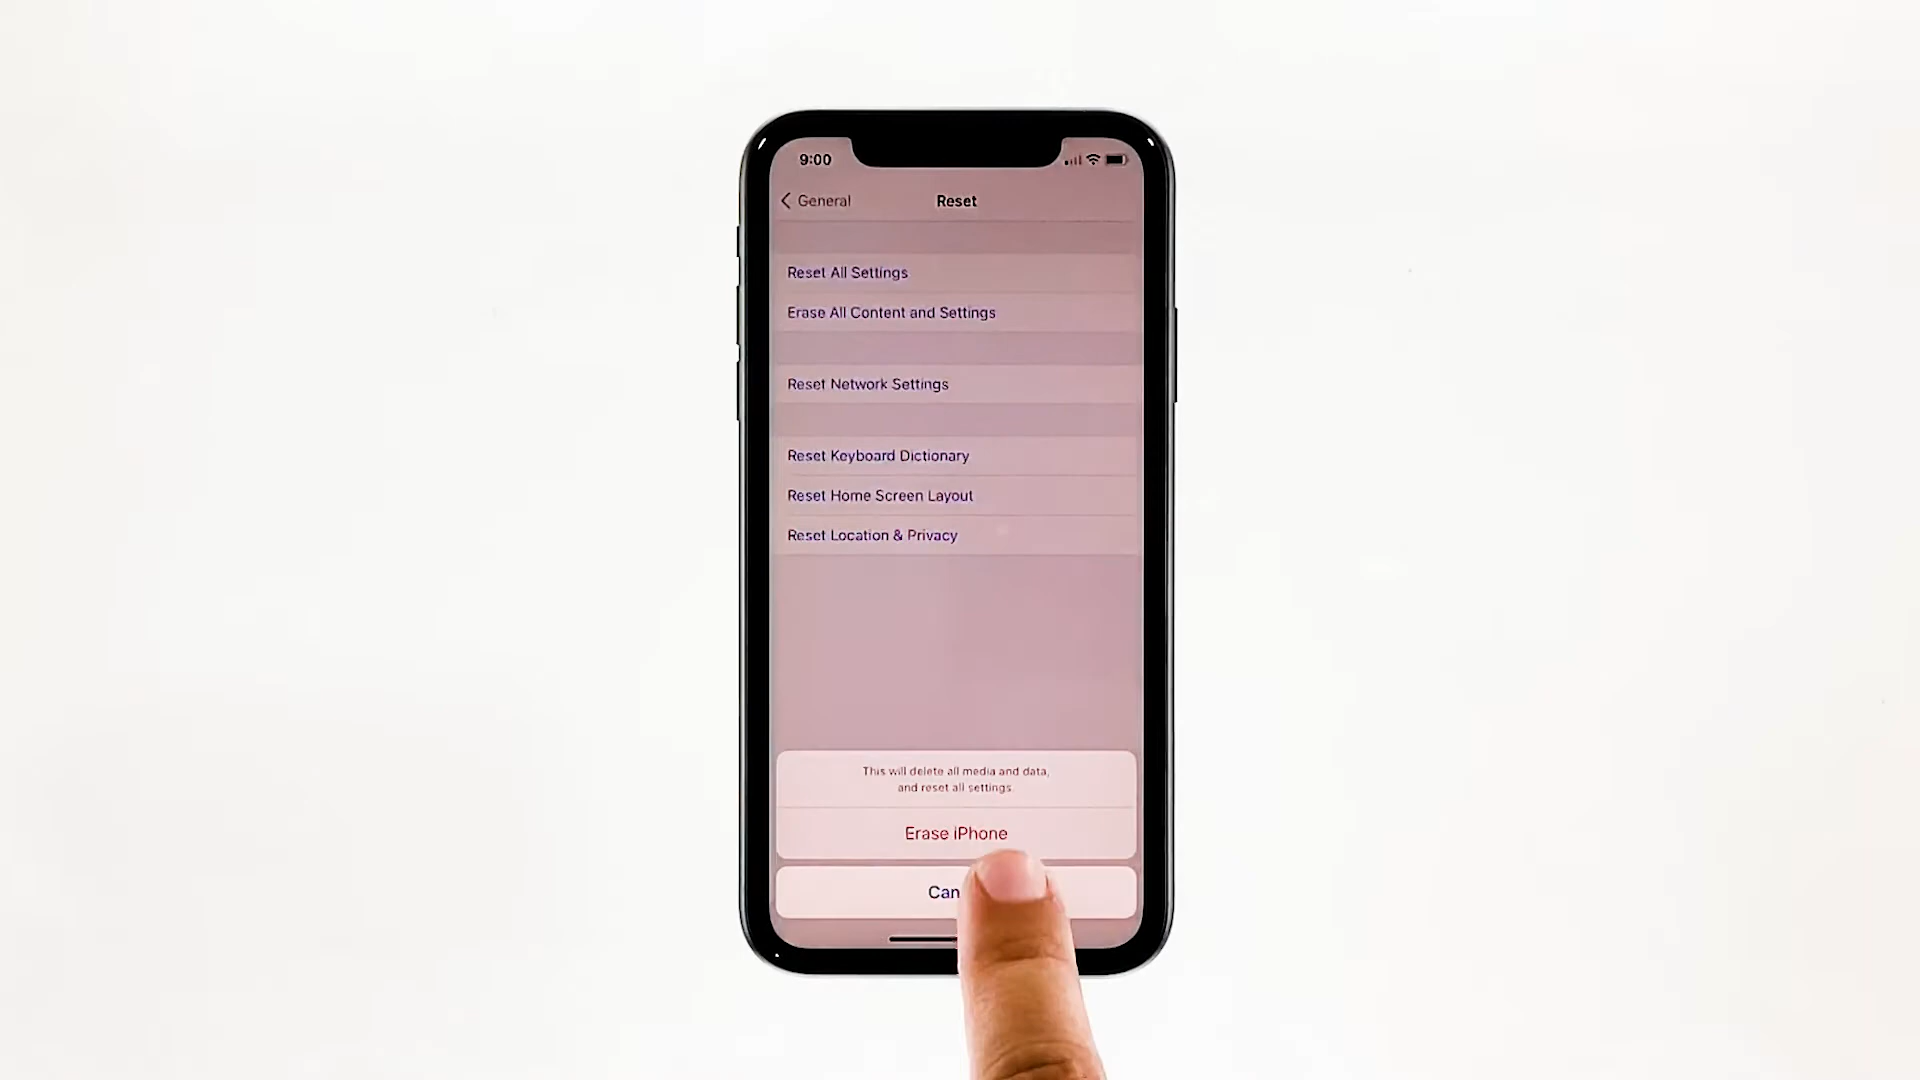 9:00
General
Reset
Reset All Settings
Erase All Content and Settings
Reset Network Settings
Reset Keyboard Dictionary
Reset Home Screen Layout
Reset Location & Privacy
This will delete all media and data,
and reset all settings.
Erase iPhone